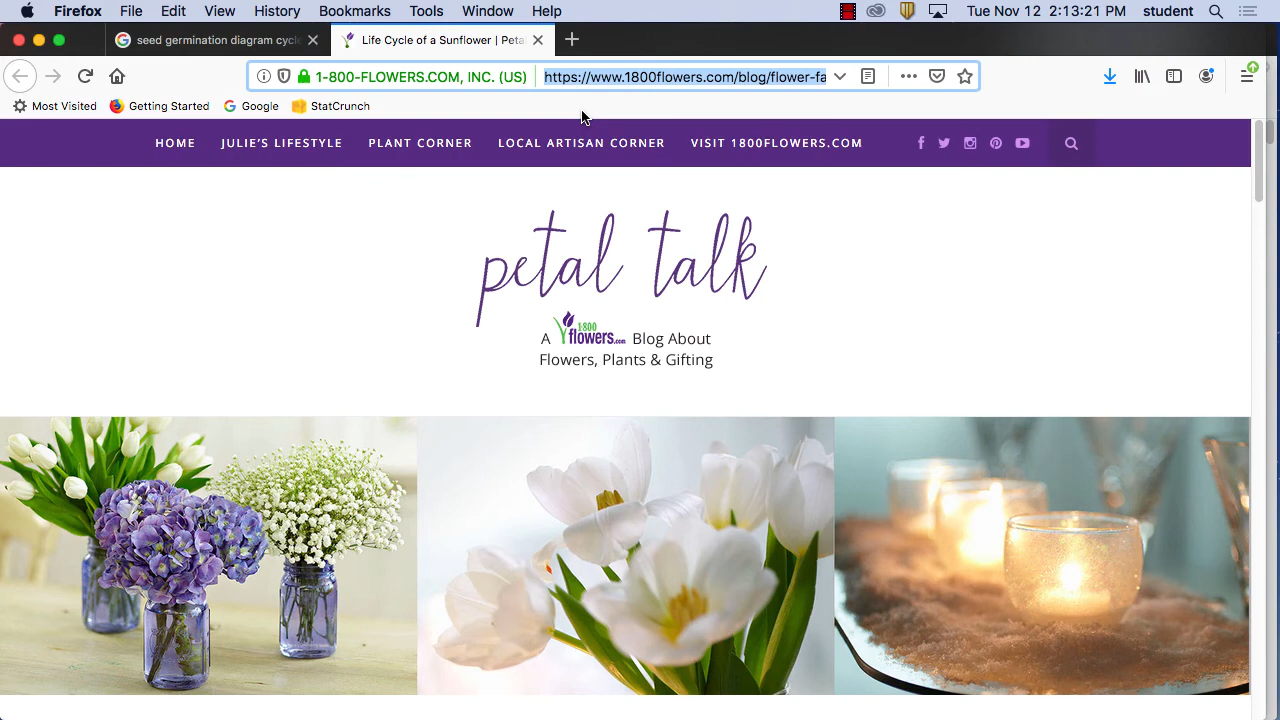 Firefox File Edit View History Bookmarks Tools Window Help Tue Nov 12 2:13:21 PM student
seed germination diagram cycle Life Cycle of a Sunflower | Peta
1-800-FLOWERS.COM, INC. (US) https://www.1800flowers.com/blog/flower-fa
Most Visited Getting Started Google StatCrunch
HOME JULIE'S LIFESTYLE PLANT CORNER LOCAL ARTISAN CORNER VISIT 1800FLOWERS.COM
petal talk
A 1·800 flowers.com Blog About
Flowers, Plants & Gifting